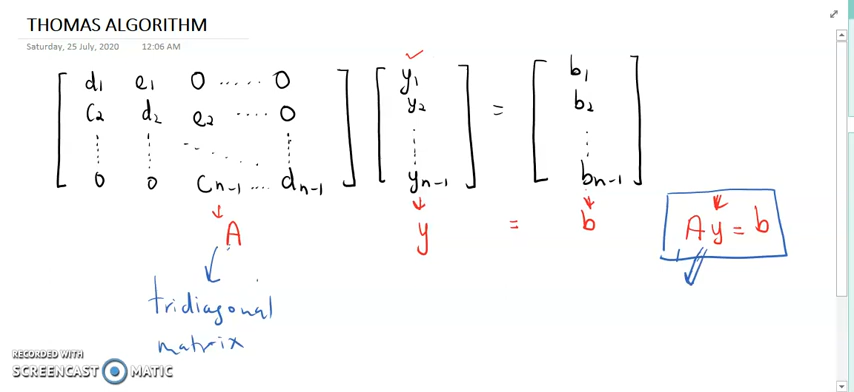 THOMAS ALGORITHM
Saturday, 25 July, 2020 12:06 AM
d₁ e₁ 0 ...... 0 y₁ b₁
c₂ d₂ e₂ .... 0 y₂ = b₂
0 0 cₙ₋₁ .... dₙ₋₁ yₙ₋₁ bₙ₋₁
A y = b Ay = b
tridiagonal
matrix
RECORDED WITH
SCREENCAST MATIC